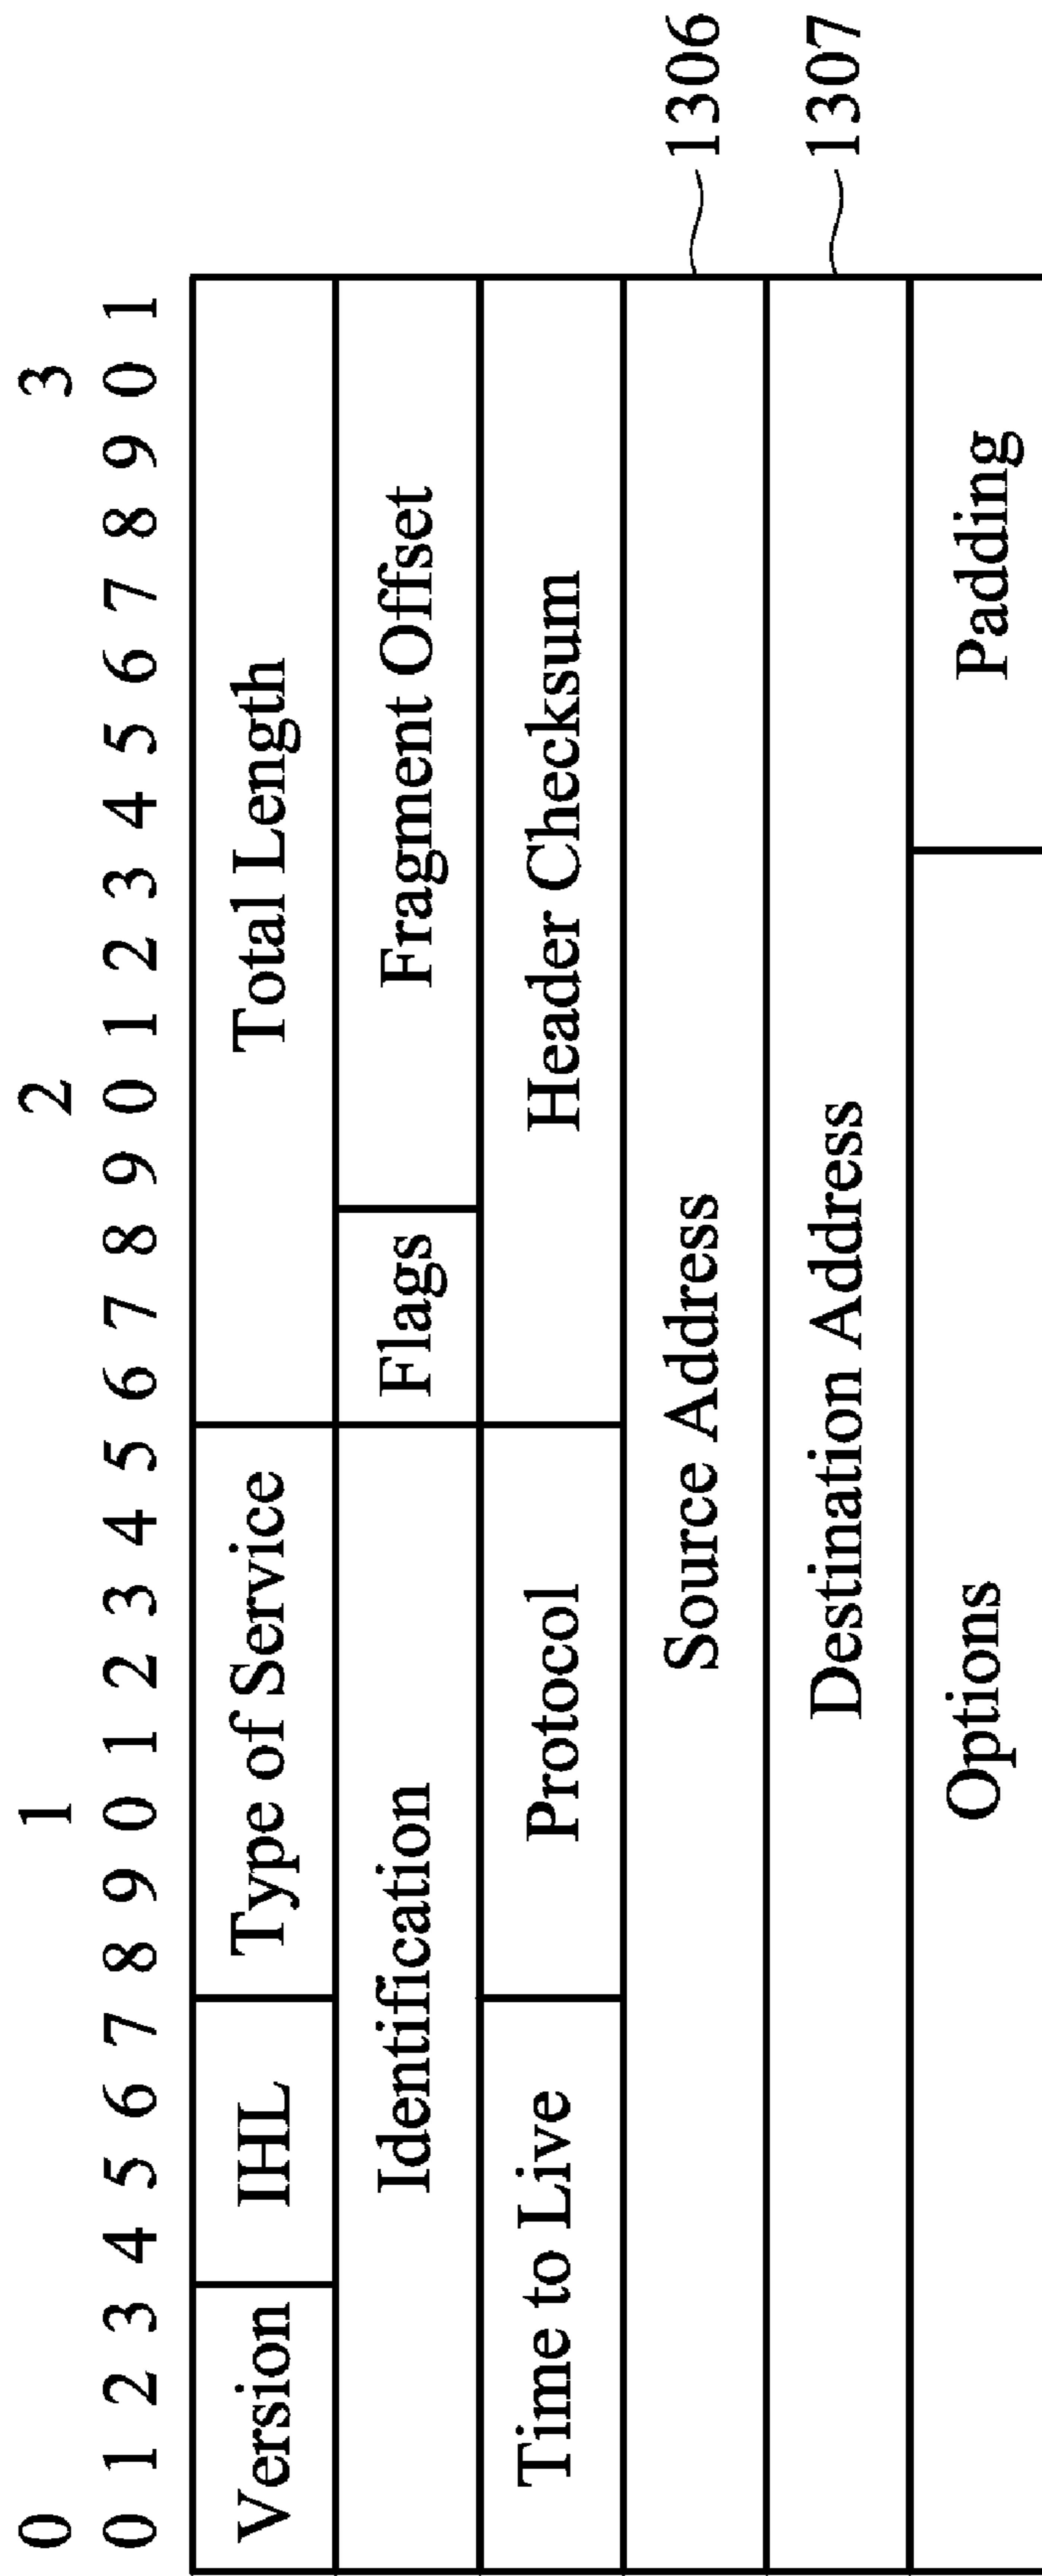 0 1 2 3
0 1 2 3 4 5 6 7 8 9 0 1 2 3 4 5 6 7 8 9 0 1 2 3 4 5 6 7 8 9 0 1
Version IHL Type of Service Total Length
Identification Flags Fragment Offset
Time to Live Protocol Header Checksum
Source Address 1306
Destination Address 1307
Options Padding